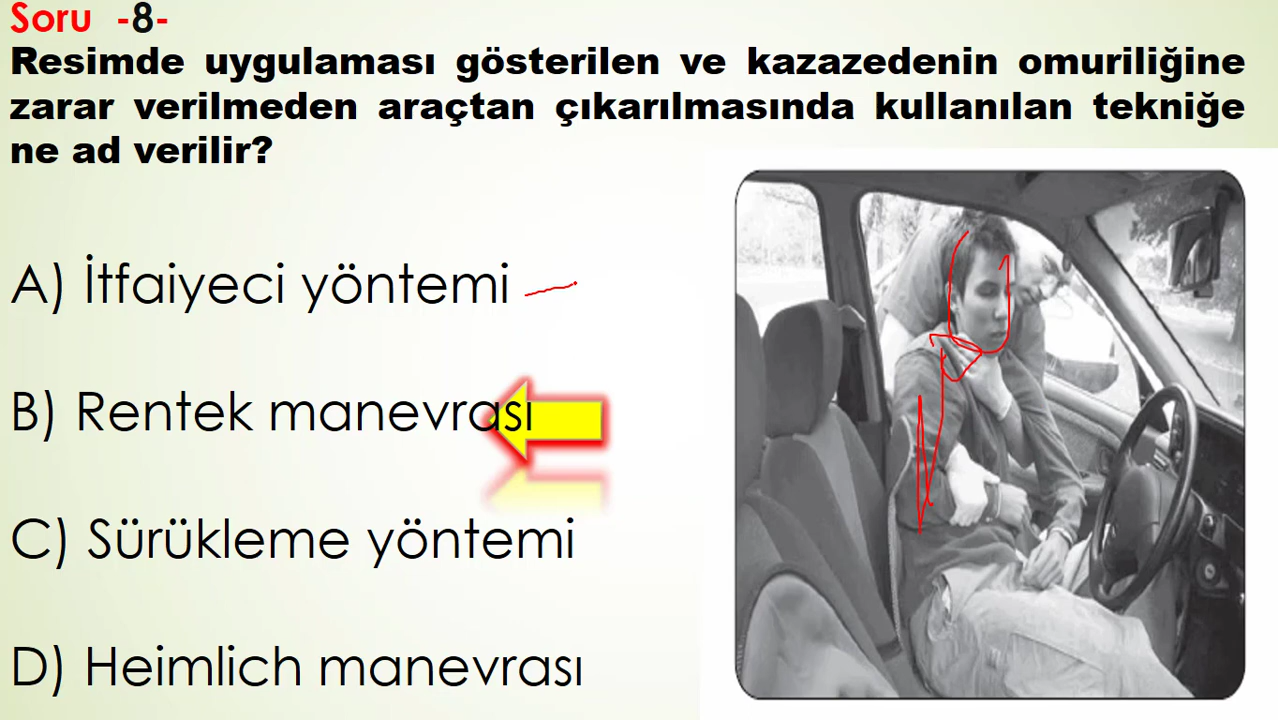 Soru -8-
Resimde uygulaması gösterilen ve kazazedenin omuriliğine
zarar verilmeden araçtan çıkarılmasında kullanılan tekniğe
ne ad verilir?
A) İtfaiyeci yöntemi
B) Rentek manevrası
C) Sürükleme yöntemi
D) Heimlich manevrası